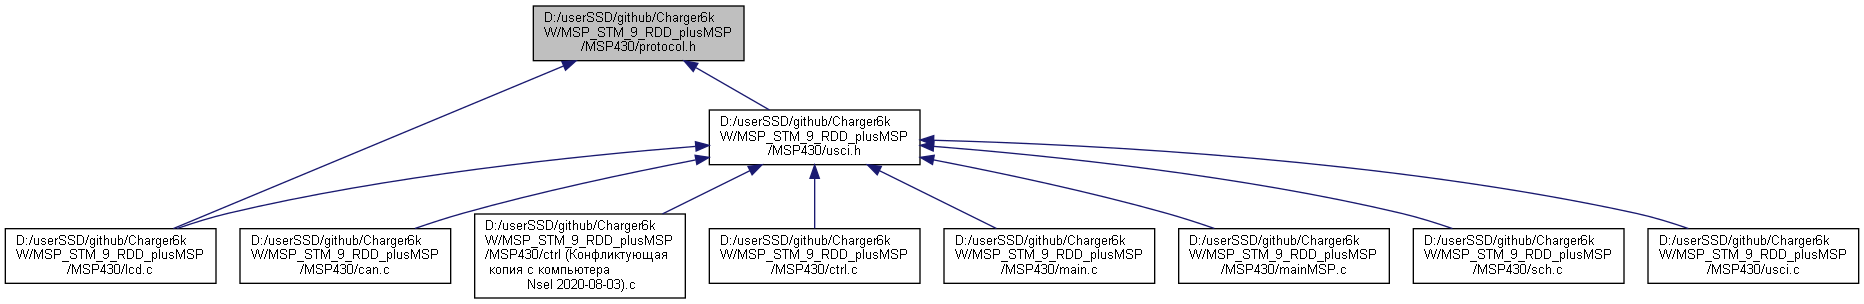 D:/userSSD/github/Charger6k
W/MSP_STM_9_RDD_plusMSP
/MSP430/protocol.h
D:/userSSD/github/Charger6k
W/MSP_STM_9_RDD_plusMSP
/MSP430/usci.h
D:/userSSD/github/Charger6k
W/MSP_STM_9_RDD_plusMSP
/MSP430/lcd.c
D:/userSSD/github/Charger6k
W/MSP_STM_9_RDD_plusMSP
/MSP430/can.c
D:/userSSD/github/Charger6k
W/MSP_STM_9_RDD_plusMSP
/MSP430/ctrl (Конфликтующая
копия с компьютера
Nsel 2020-08-03).c
D:/userSSD/github/Charger6k
W/MSP_STM_9_RDD_plusMSP
/MSP430/ctrl.c
D:/userSSD/github/Charger6k
W/MSP_STM_9_RDD_plusMSP
/MSP430/main.c
D:/userSSD/github/Charger6k
W/MSP_STM_9_RDD_plusMSP
/MSP430/mainMSP.c
D:/userSSD/github/Charger6k
W/MSP_STM_9_RDD_plusMSP
/MSP430/sch.c
D:/userSSD/github/Charger6k
W/MSP_STM_9_RDD_plusMSP
/MSP430/usci.c